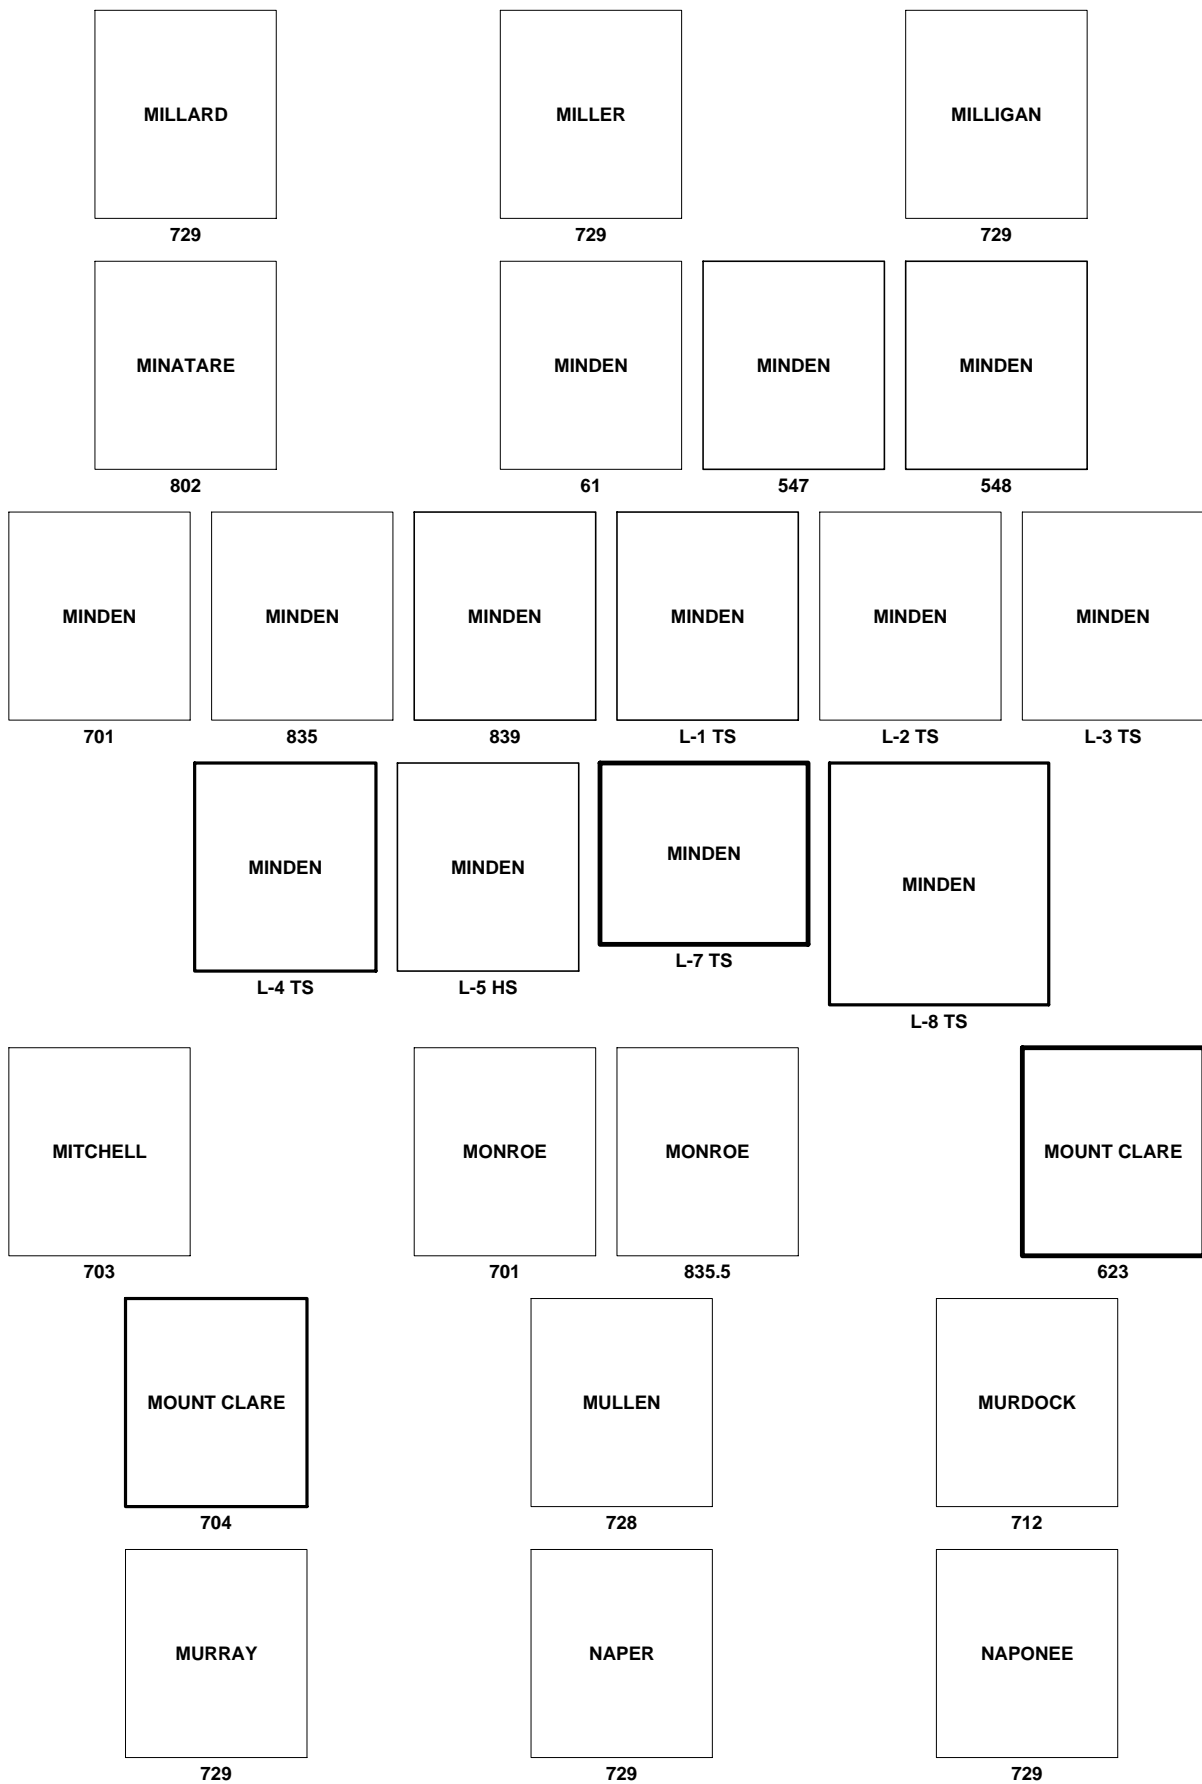 MILLARD
MILLER
MILLIGAN
729
729
729
MINATARE
MINDEN
MINDEN
MINDEN
802
61
547
548
MINDEN
MINDEN
MINDEN
MINDEN
MINDEN
MINDEN
701
835
839
L-1 TS
L-2 TS
L-3 TS
MINDEN
MINDEN
MINDEN
MINDEN
L-4 TS
L-5 HS
L-7 TS
L-8 TS
MITCHELL
MONROE
MONROE
MOUNT CLARE
703
701
835.5
623
MOUNT CLARE
MULLEN
MURDOCK
704
728
712
MURRAY
NAPER
NAPONEE
729
729
729